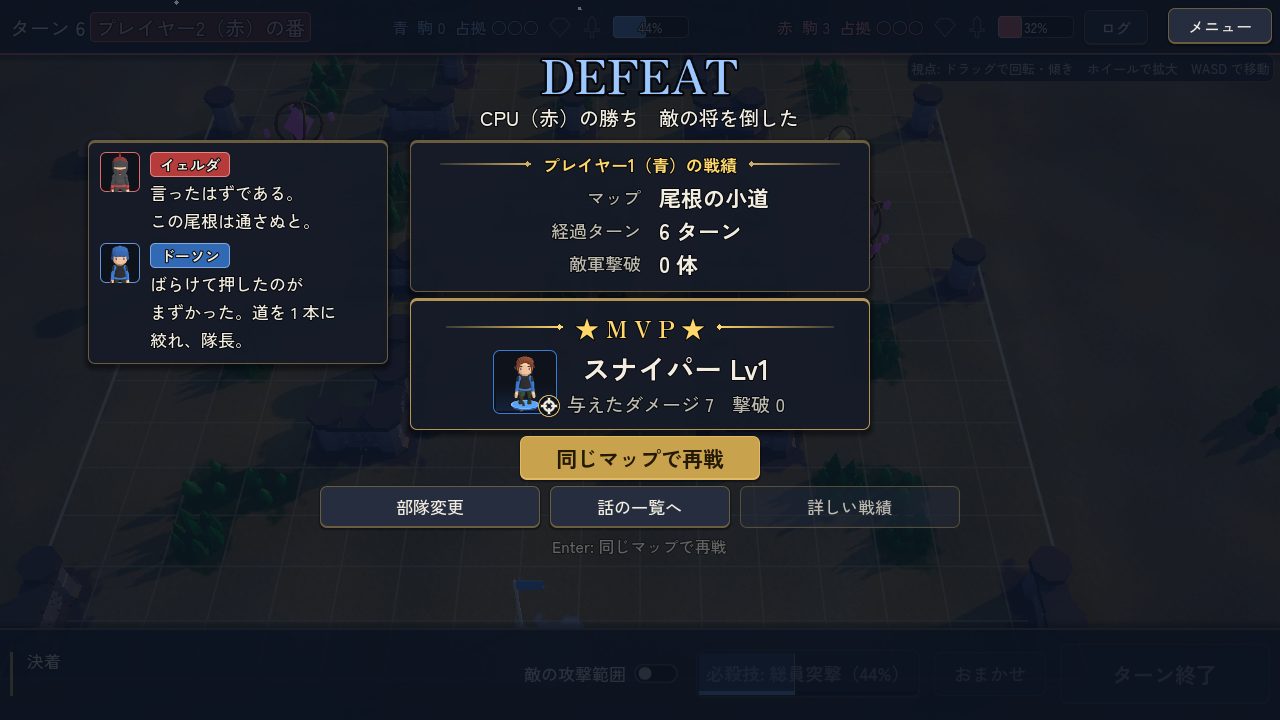 ターン 6 プレイヤー2（赤）の番
青 駒 0 占拠 〇〇〇 44%
赤 駒 3 占拠 〇〇〇 32%
ログ
メニュー
視点: ドラッグで回転・傾き ホイールで拡大 WASD で移動
DEFEAT
CPU（赤）の勝ち 敵の将を倒した
イェルダ
言ったはずである。
この尾根は通さぬと。
ドーソン
ばらけて押したのが
まずかった。道を１本に
絞れ、隊長。
プレイヤー1（青）の戦績
マップ 尾根の小道
経過ターン 6 ターン
敵軍撃破 0 体
★ M V P ★
スナイパー Lv1
与えたダメージ 7 撃破 0
同じマップで再戦
部隊変更
話の一覧へ
詳しい戦績
Enter: 同じマップで再戦
決着
敵の攻撃範囲
必殺技: 総員突撃（44%）
おまかせ
ターン終了